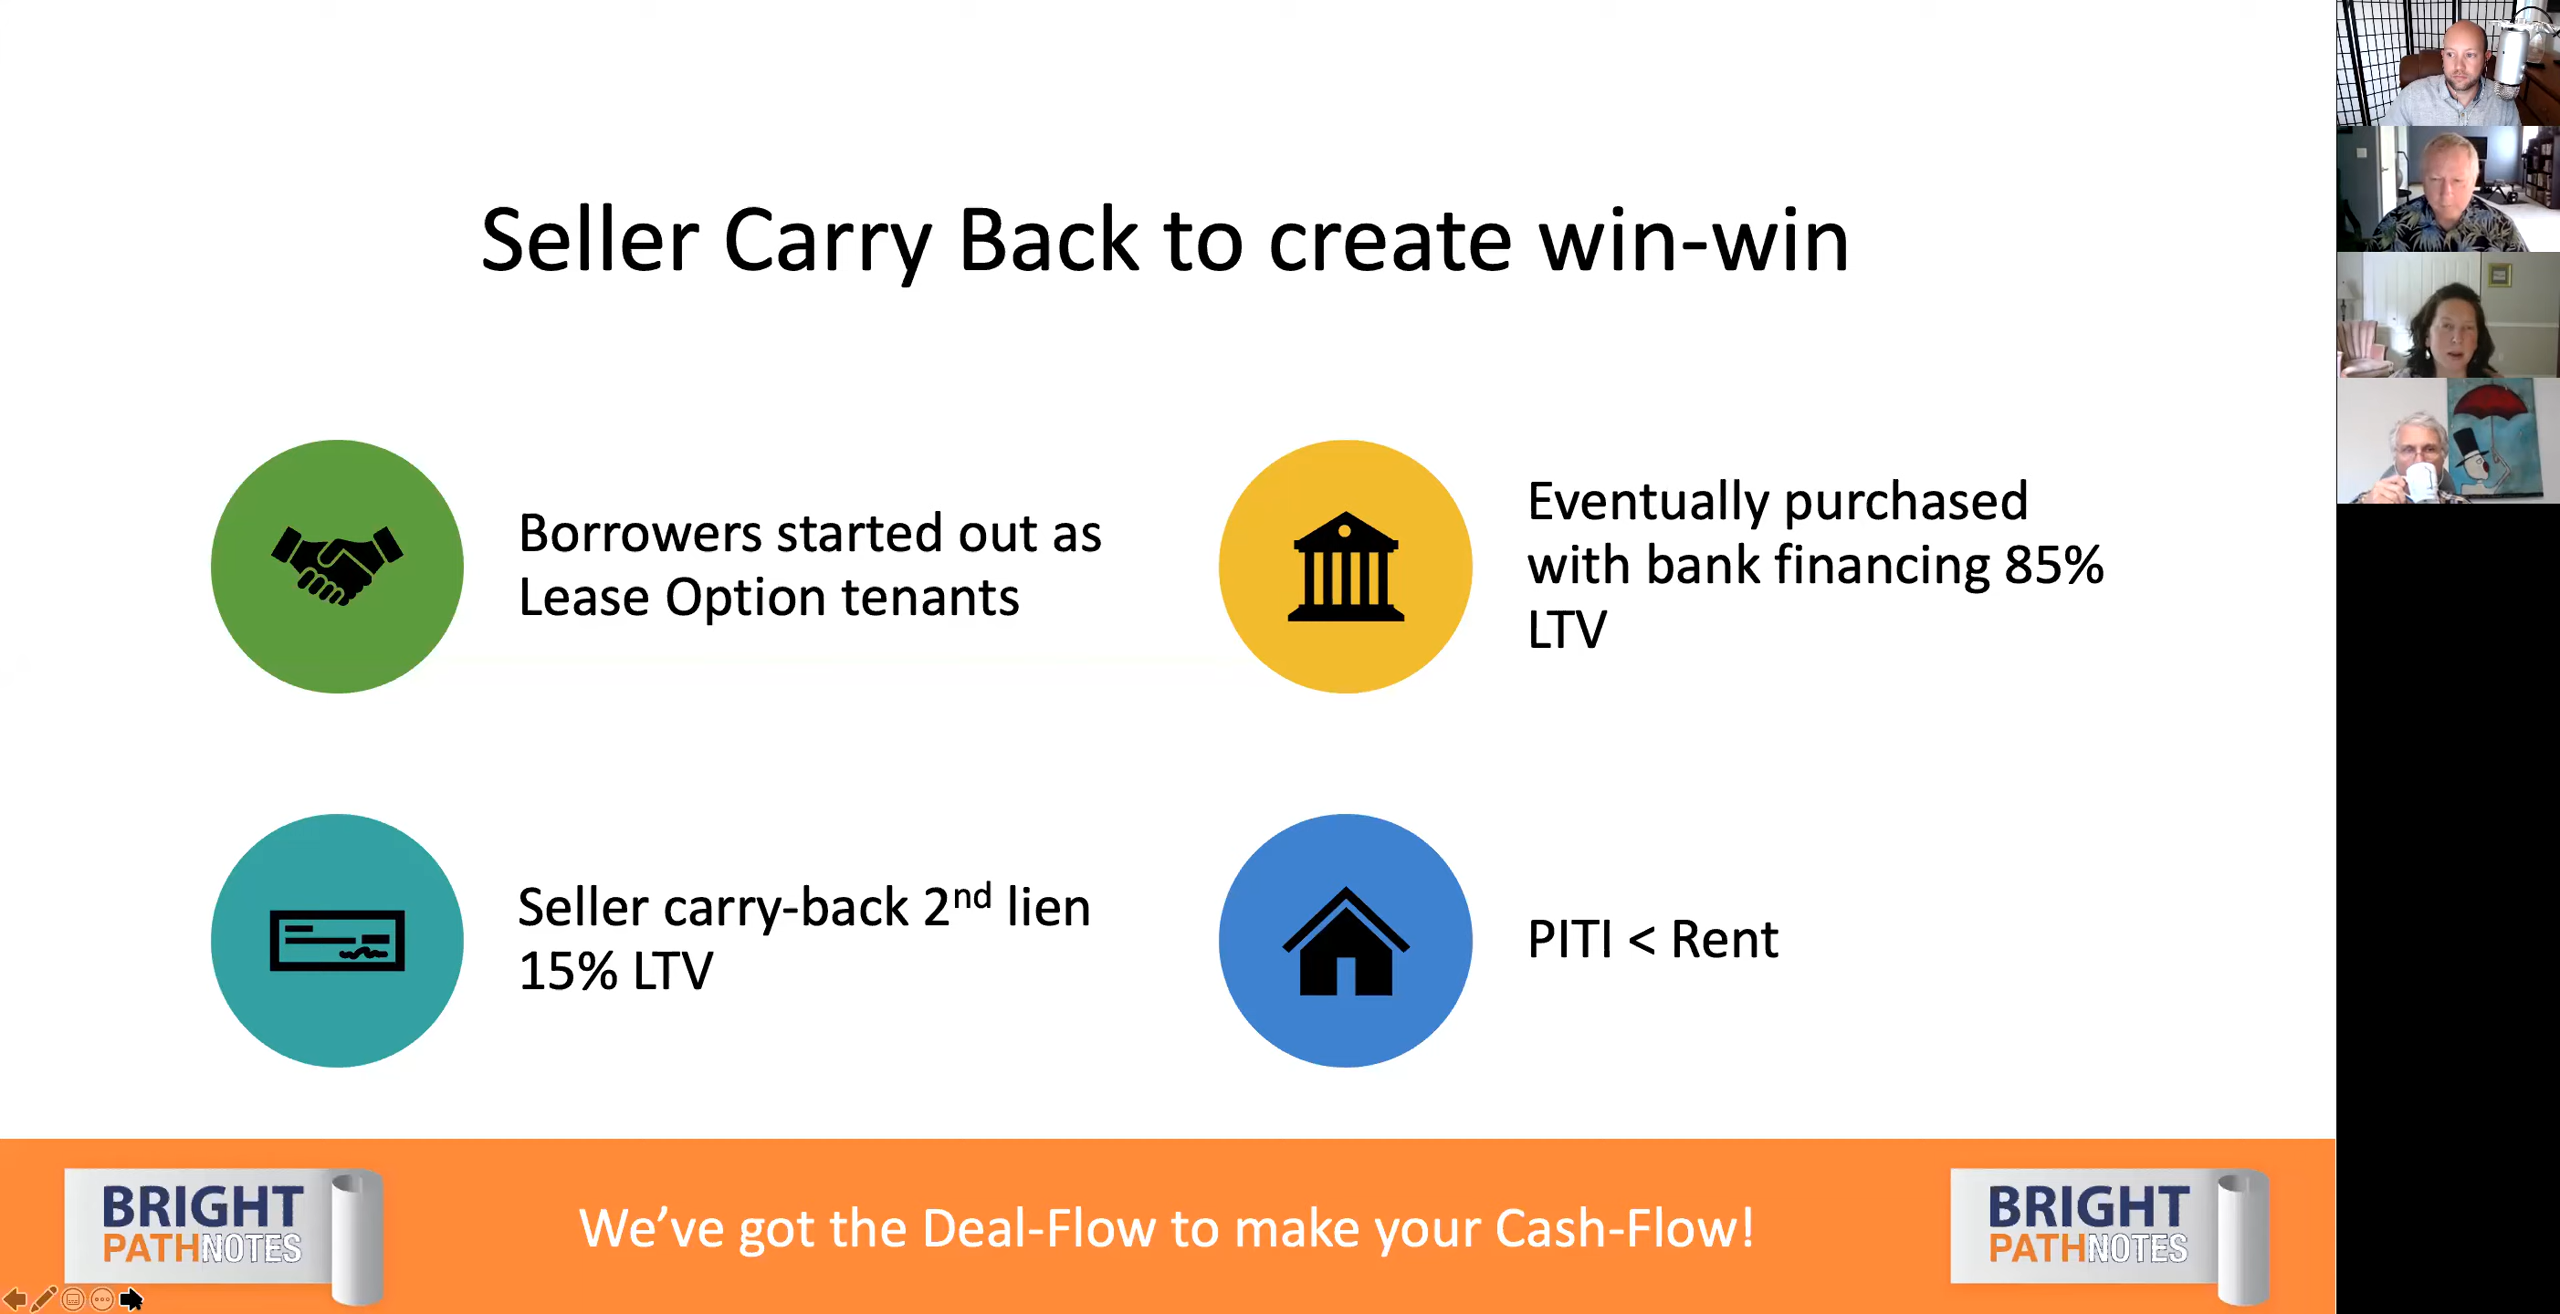 Seller Carry Back to create win-win
Borrowers started out as
Lease Option tenants
Eventually purchased
with bank financing 85%
LTV
Seller carry-back 2nd lien
15% LTV
PITI < Rent
BRIGHT
PATHNOTES
We’ve got the Deal-Flow to make your Cash-Flow!
BRIGHT
PATHNOTES